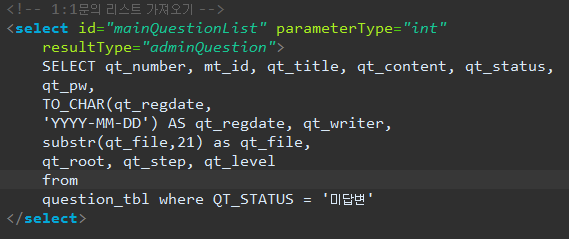 <!-- 1:1문의 리스트 가져오기 -->
<select id="mainQuestionList" parameterType="int"
resultType="adminQuestion">
SELECT qt_number, mt_id, qt_title, qt_content, qt_status,
qt_pw,
TO_CHAR(qt_regdate,
'YYYY-MM-DD') AS qt_regdate, qt_writer,
substr(qt_file,21) as qt_file,
qt_root, qt_step, qt_level
from
question_tbl where QT_STATUS = '미답변'
</select>